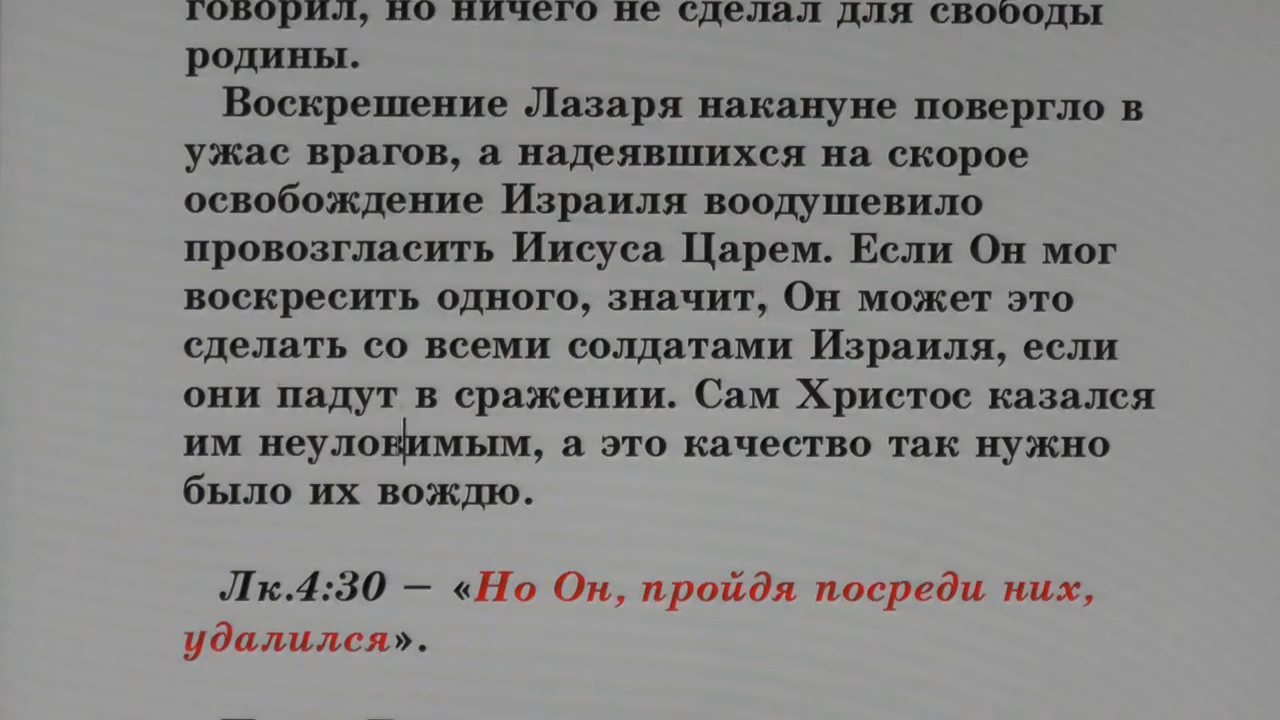 говорил, но ничего не сделал для свободы
родины.
Воскрешение Лазаря накануне повергло в
ужас врагов, а надеявшихся на скорое
освобождение Израиля воодушевило
провозгласить Иисуса Царем. Если Он мог
воскресить одного, значит, Он может это
сделать со всеми солдатами Израиля, если
они падут в сражении. Сам Христос казался
им неуловимым, а это качество так нужно
было их вождю.
Лк.4:30 – «Но Он, пройдя посреди них,
удалился».